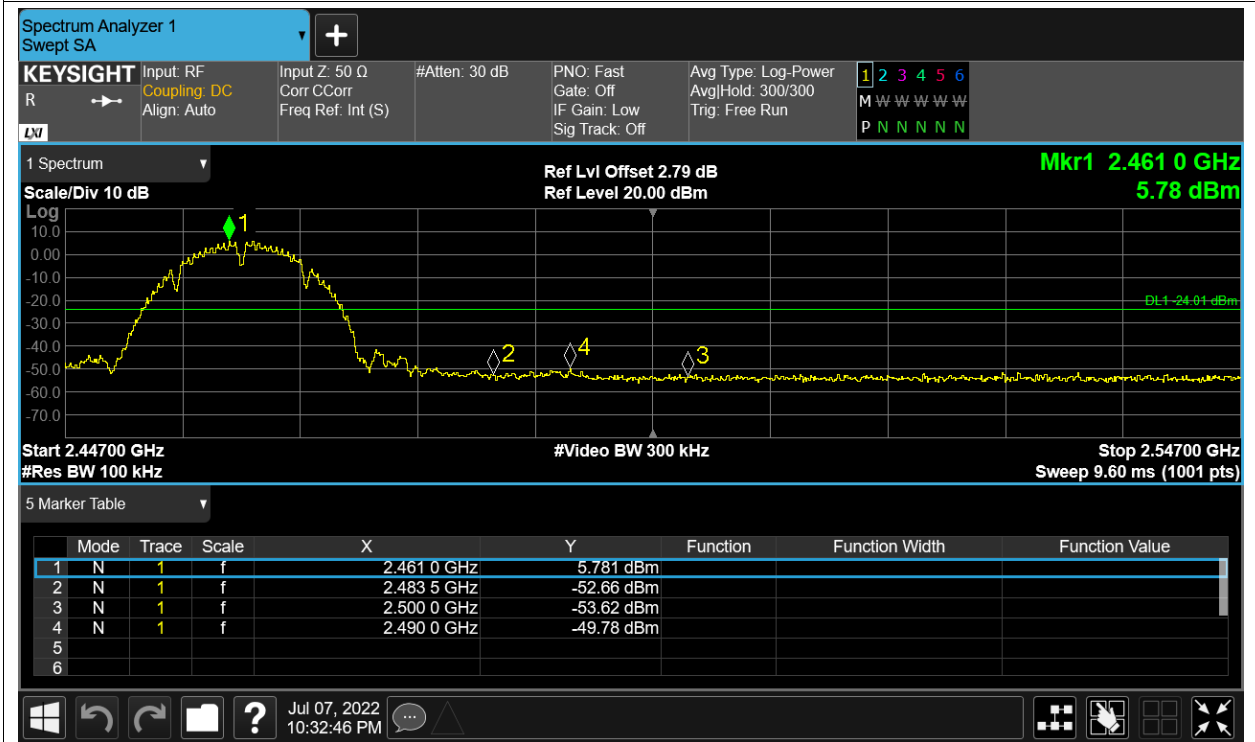 Spectrum Analyzer 1
Swept SA
+
KEYSIGHT Input: RF Input Z: 50 Ω #Atten: 30 dB PNO: Fast Avg Type: Log-Power 1 2 3 4 5 6
R Coupling: DC Corr CCorr Gate: Off Avg|Hold: 300/300 M W W W W W
Align: Auto Freq Ref: Int (S) IF Gain: Low Trig: Free Run
LXI Sig Track: Off P N N N N N
1 Spectrum Ref Lvl Offset 2.79 dB Mkr1 2.461 0 GHz
Scale/Div 10 dB Ref Level 20.00 dBm 5.78 dBm
Log
1
10.0
0.00
-10.0
-20.0 DL1 -24.01 dBm
-30.0
-40.0 2 4 3
-50.0
-60.0
-70.0
Start 2.44700 GHz #Video BW 300 kHz Stop 2.54700 GHz
#Res BW 100 kHz Sweep 9.60 ms (1001 pts)
5 Marker Table
Mode Trace Scale X Y Function Function Width Function Value
1 N 1 f 2.461 0 GHz 5.781 dBm
2 N 1 f 2.483 5 GHz -52.66 dBm
3 N 1 f 2.500 0 GHz -53.62 dBm
4 N 1 f 2.490 0 GHz -49.78 dBm
5
6
? Jul 07, 2022
10:32:46 PM